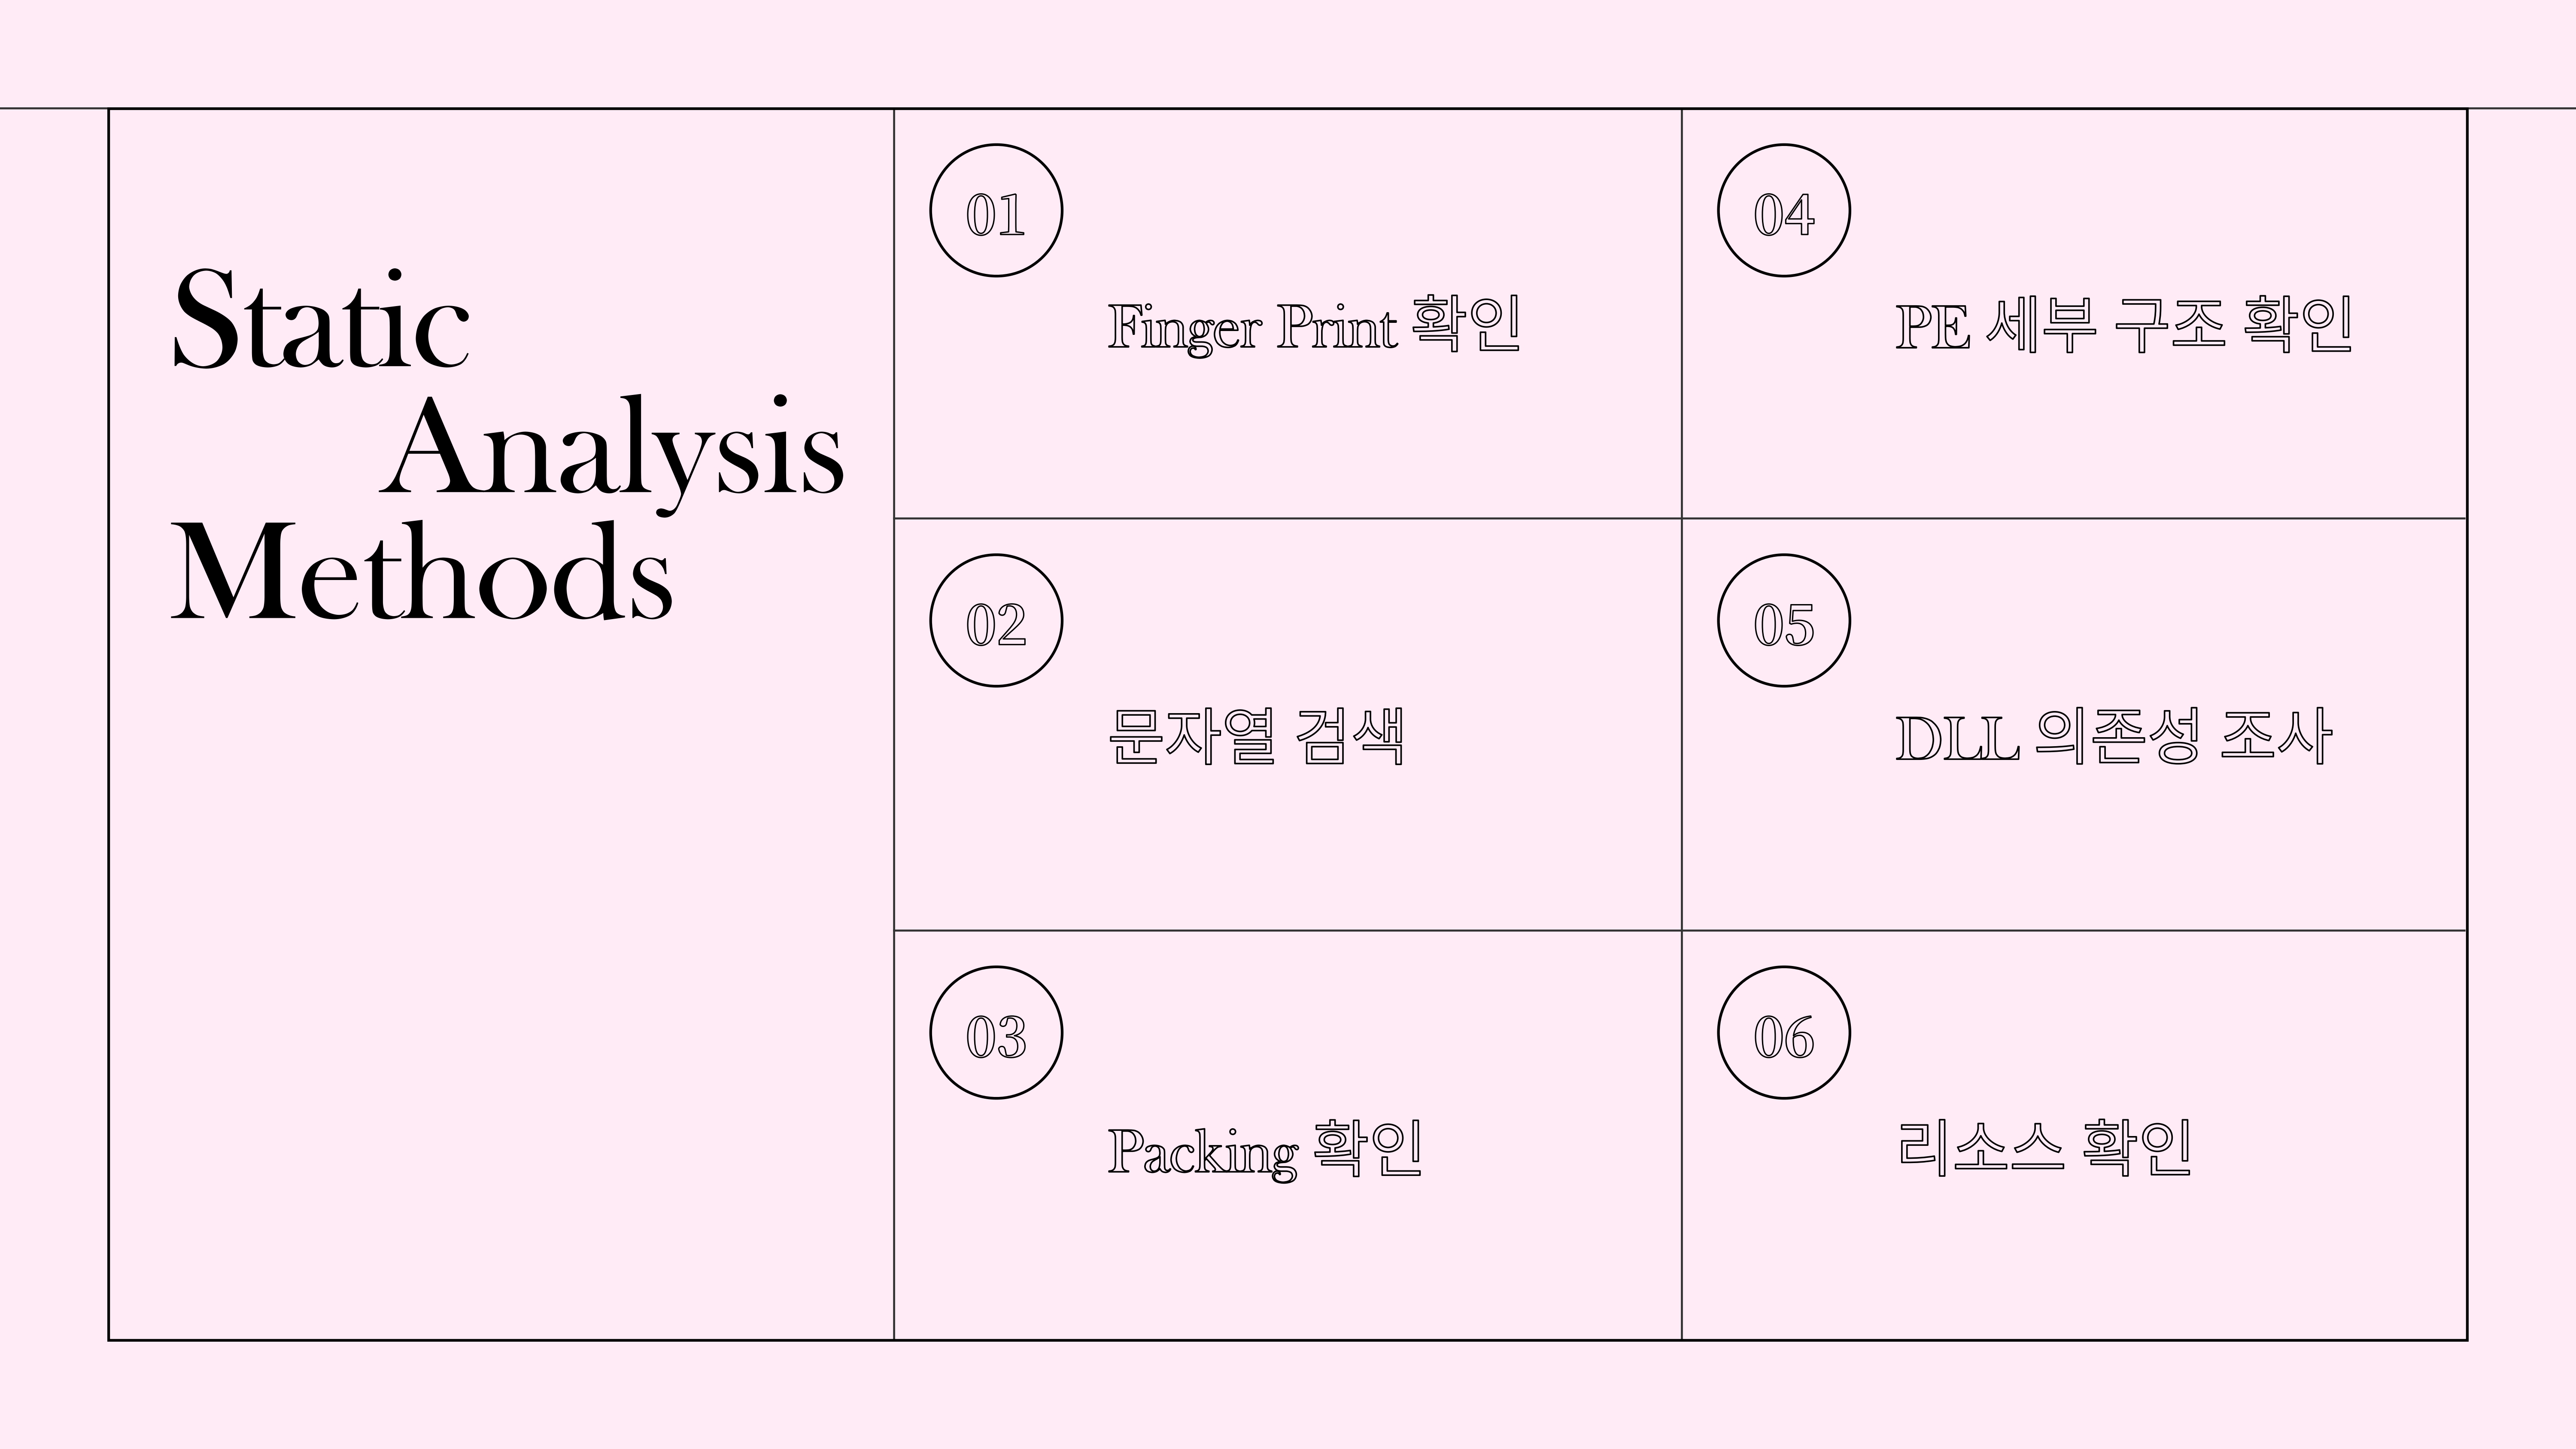 Static
Analysis
Methods
01
Finger Print 확인
02
문자열 검색
03
Packing 확인
04
PE 세부 구조 확인
05
DLL 의존성 조사
06
리소스 확인